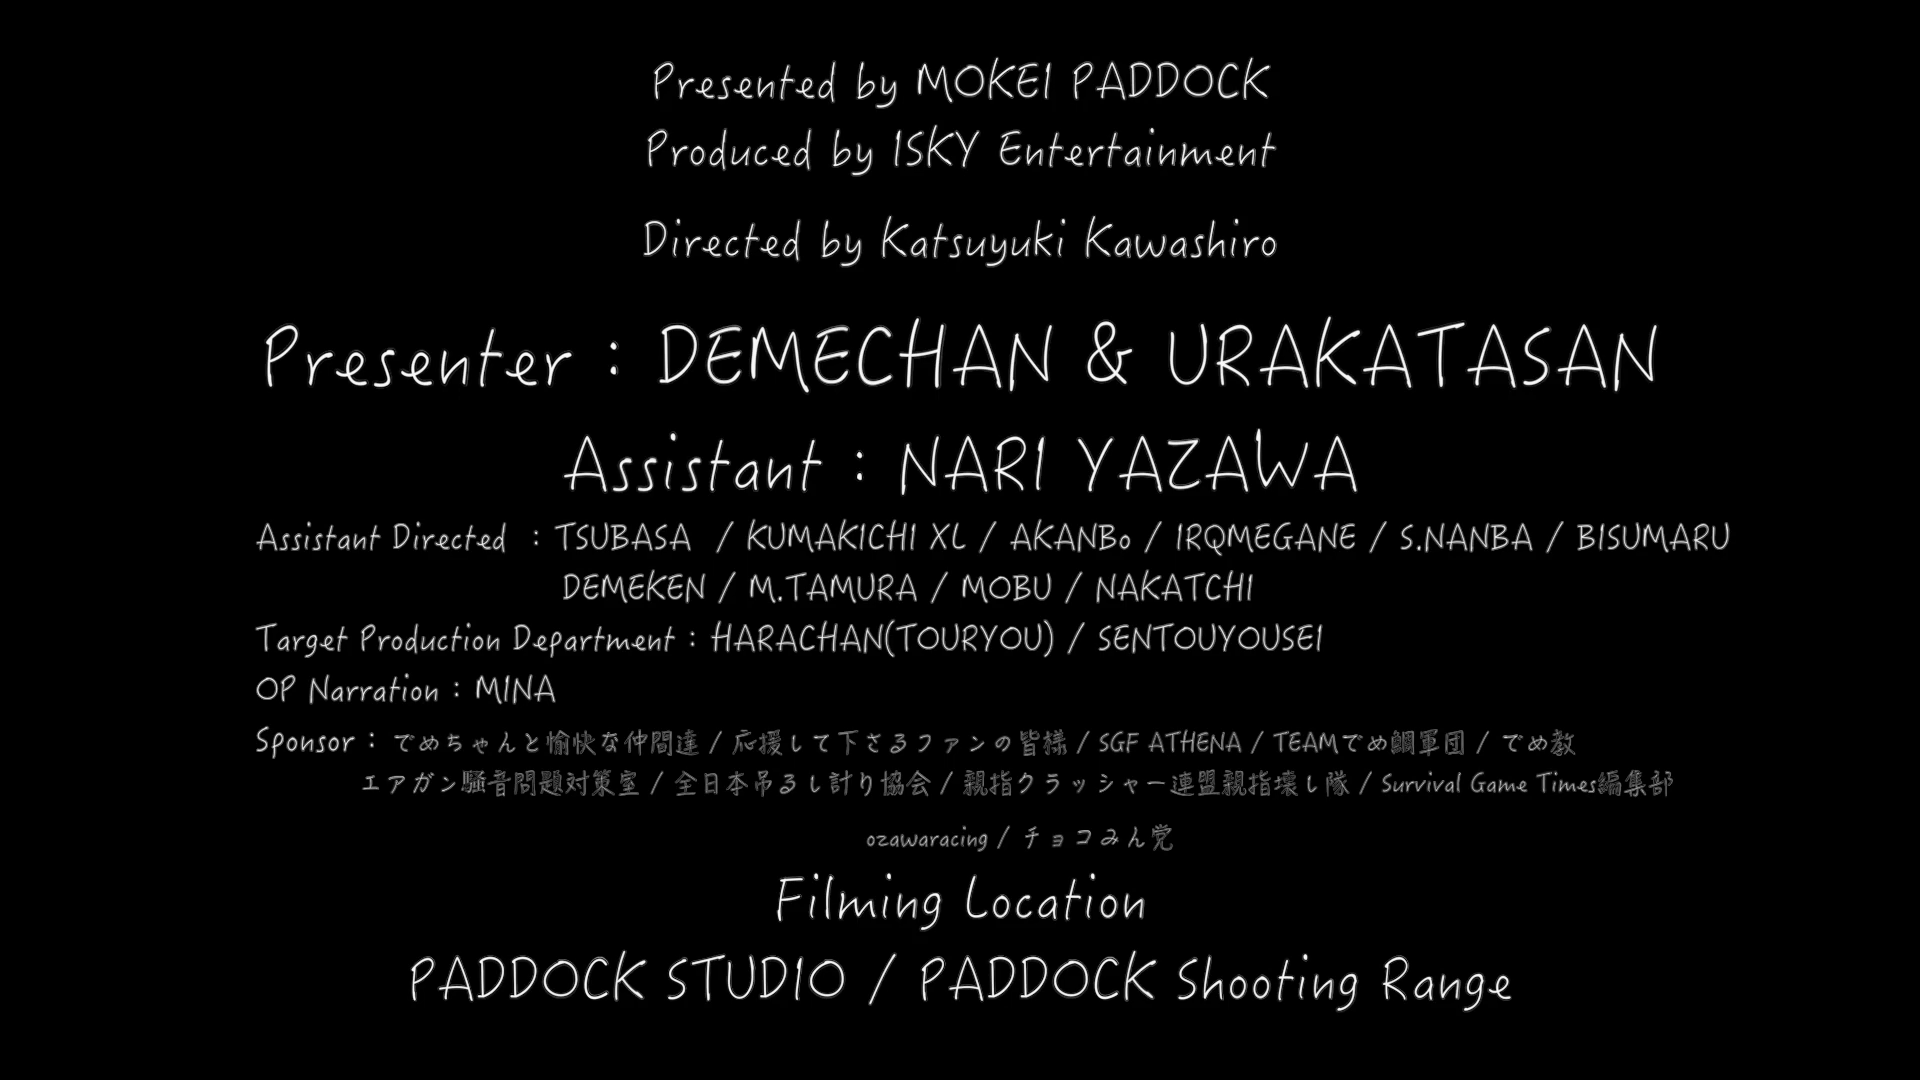 Presented by MOKEI PADDOCK
Produced by ISKY Entertainment
Directed by Katsuyuki Kawashiro
Presenter : DEMECHAN & URAKATASAN
Assistant : NARI YAZAWA
Assistant Directed : TSUBASA / KUMAKICHI XL / AKANBo / IRQMEGANE / S.NANBA / BISUMARU
DEMEKEN / M.TAMURA / MOBU / NAKATCHI
Target Production Department : HARACHAN(TOURYOU) / SENTOUYOUSEI
OP Narration : MINA
Sponsor : でめちゃんと愉快な仲間達 / 応援して下さるファンの皆様 / SGF ATHENA / TEAMでめ鯛軍団 / でめ教
エアガン騒音問題対策室 / 全日本吊るし計り協会 / 親指クラッシャー連盟親指壊し隊 / Survival Game Times編集部
ozawaracing / チョコみん党
Filming Location
PADDOCK STUDIO / PADDOCK Shooting Range